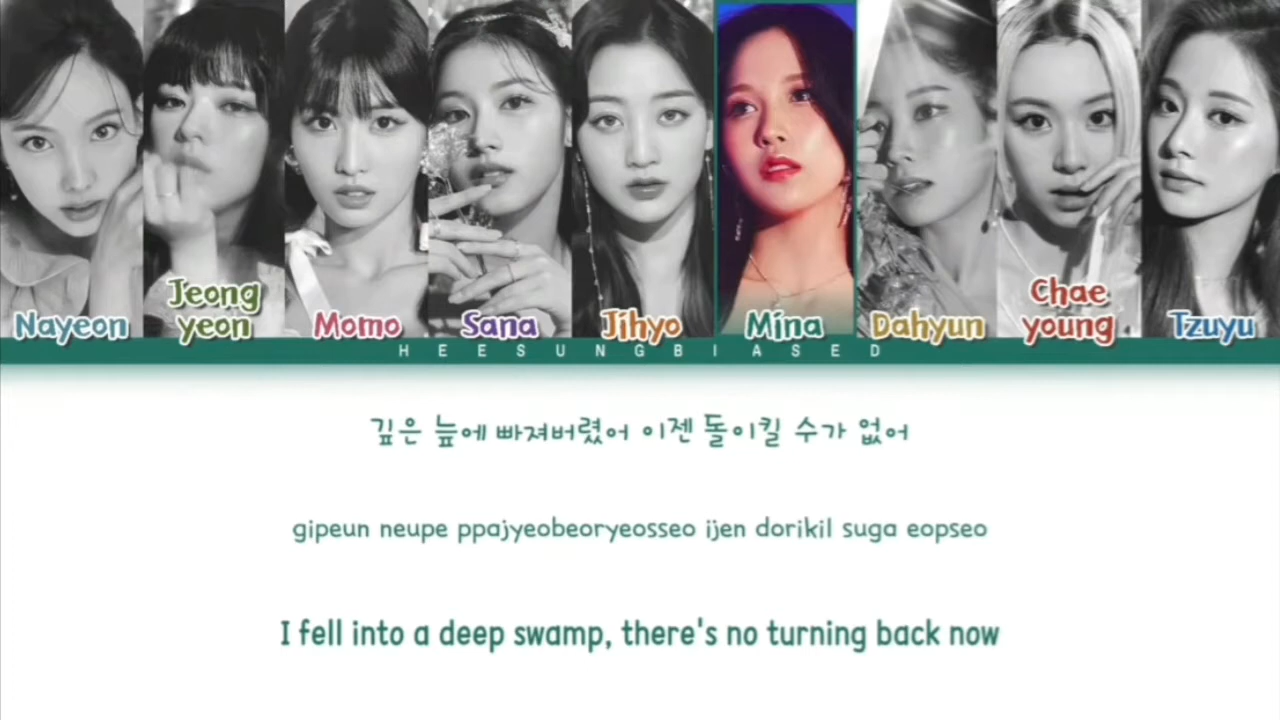 Nayeon
Jeong
yeon
Momo
Sana
Jihyo
Mina
Dahyun
Chae
young
Tzuyu
HEESUNGBIASED
깊은 늪에 빠져버렸어 이젠 돌이킬 수가 없어
gipeun neupe ppajyeobeoryeosseo ijen dorikil suga eopseo
I fell into a deep swamp, there's no turning back now